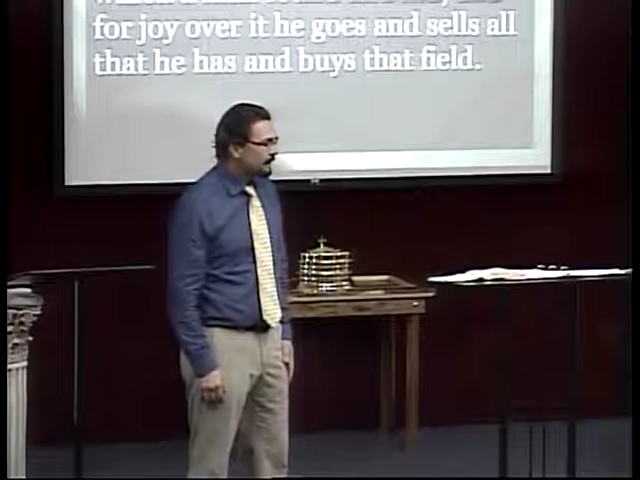 for joy over it he goes and sells all
that he has and buys that field.